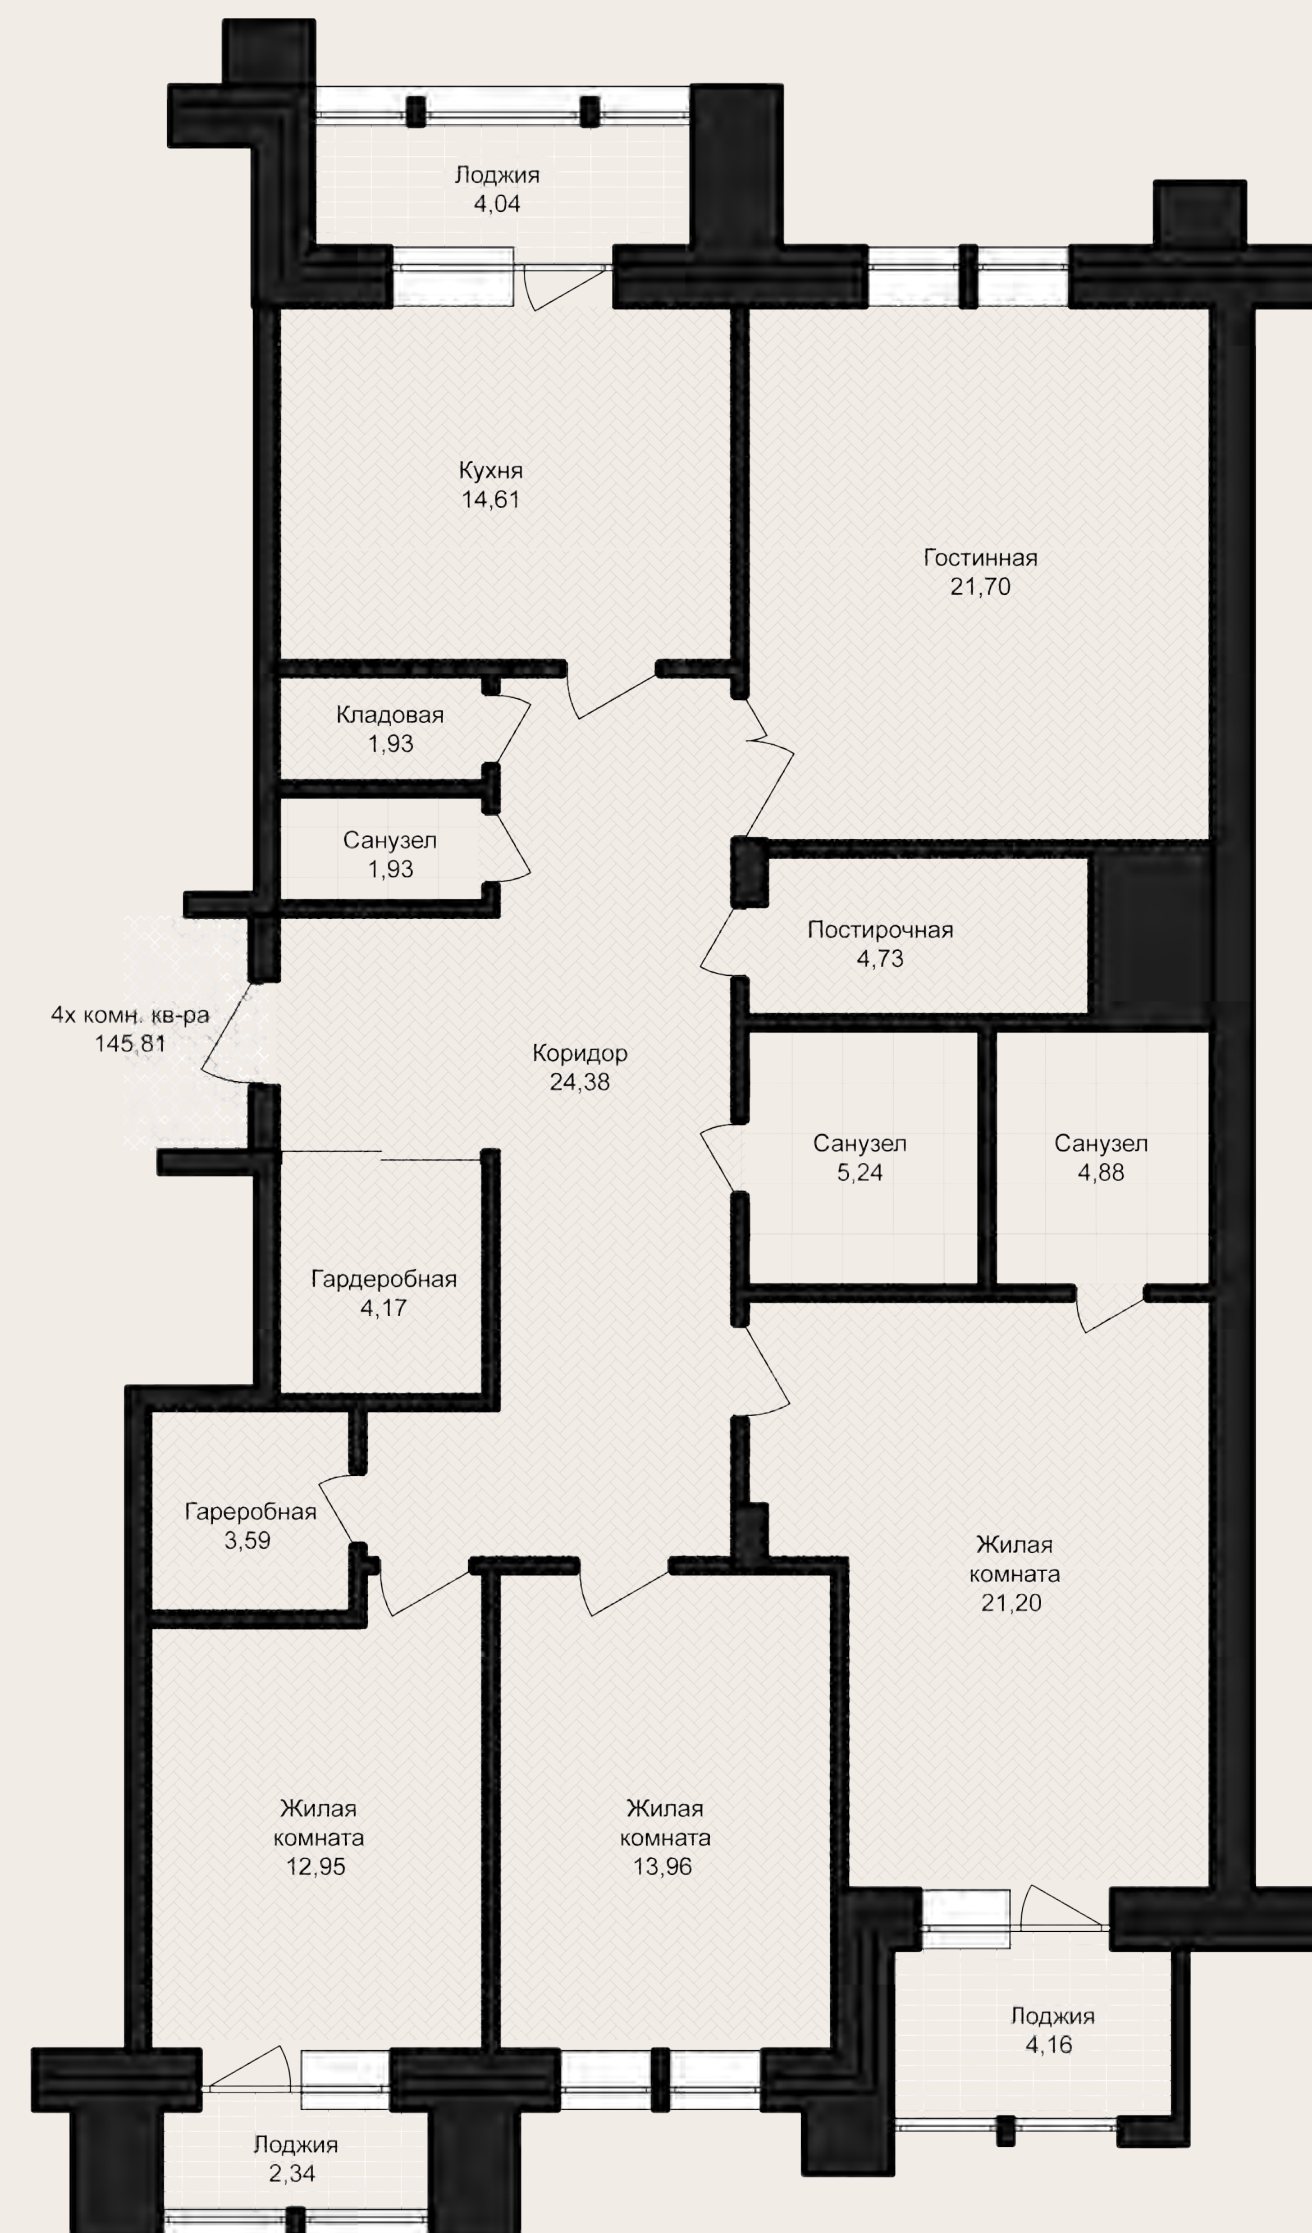 Лоджия
4,04
Кухня
14,61
Гостинная
21,70
Кладовая
1,93
Санузел
1,93
Постирочная
4,73
4х комн. кв-ра
145,81
Коридор
24,38
Санузел
5,24
Санузел
4,88
Гардеробная
4,17
Гареробная
3,59
Жилая
комната
21,20
Жилая
комната
12,95
Жилая
комната
13,96
Лоджия
4,16
Лоджия
2,34